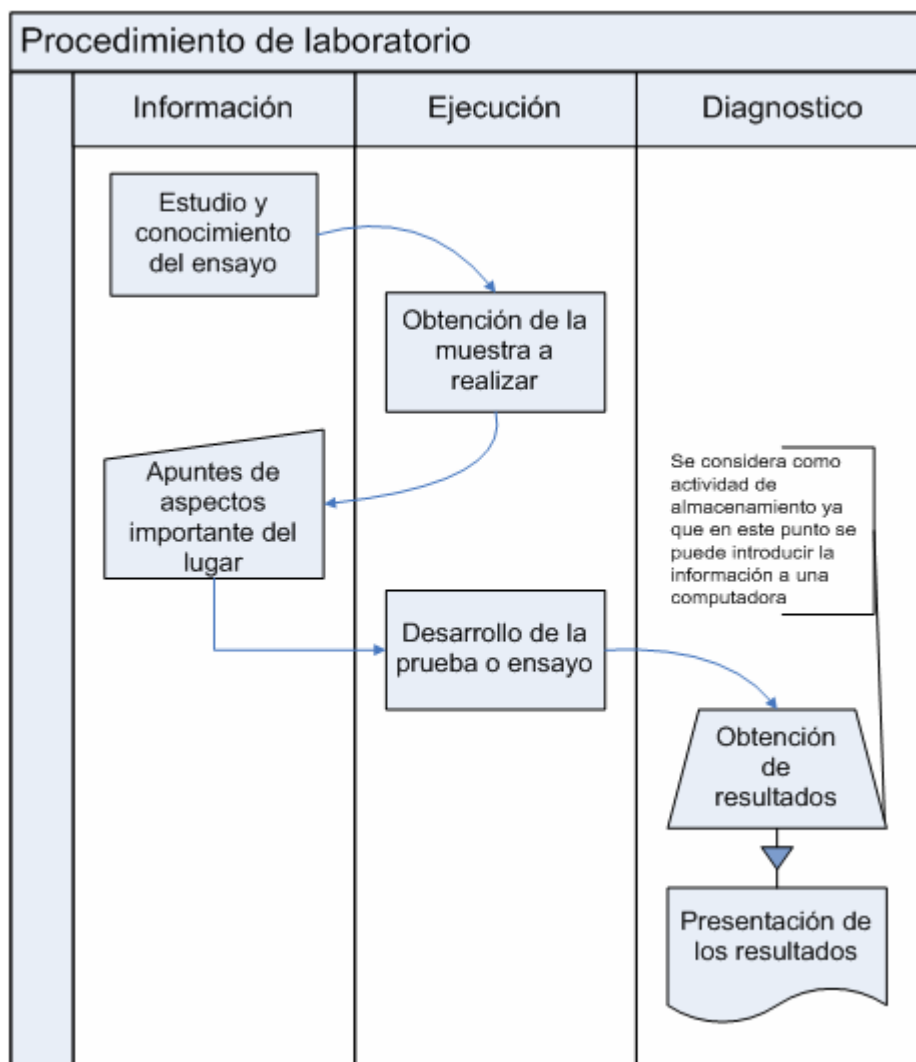 Procedimiento de laboratorio
Información
Ejecución
Diagnostico
Estudio y
conocimiento
del ensayo
Obtención de la
muestra a
realizar
Apuntes de
aspectos
importante del
lugar
Se considera como
actividad de
almacenamiento ya
que en este punto se
puede introducir la
información a una
computadora
Desarrollo de la
prueba o ensayo
Obtención
de
resultados
Presentación de
los resultados